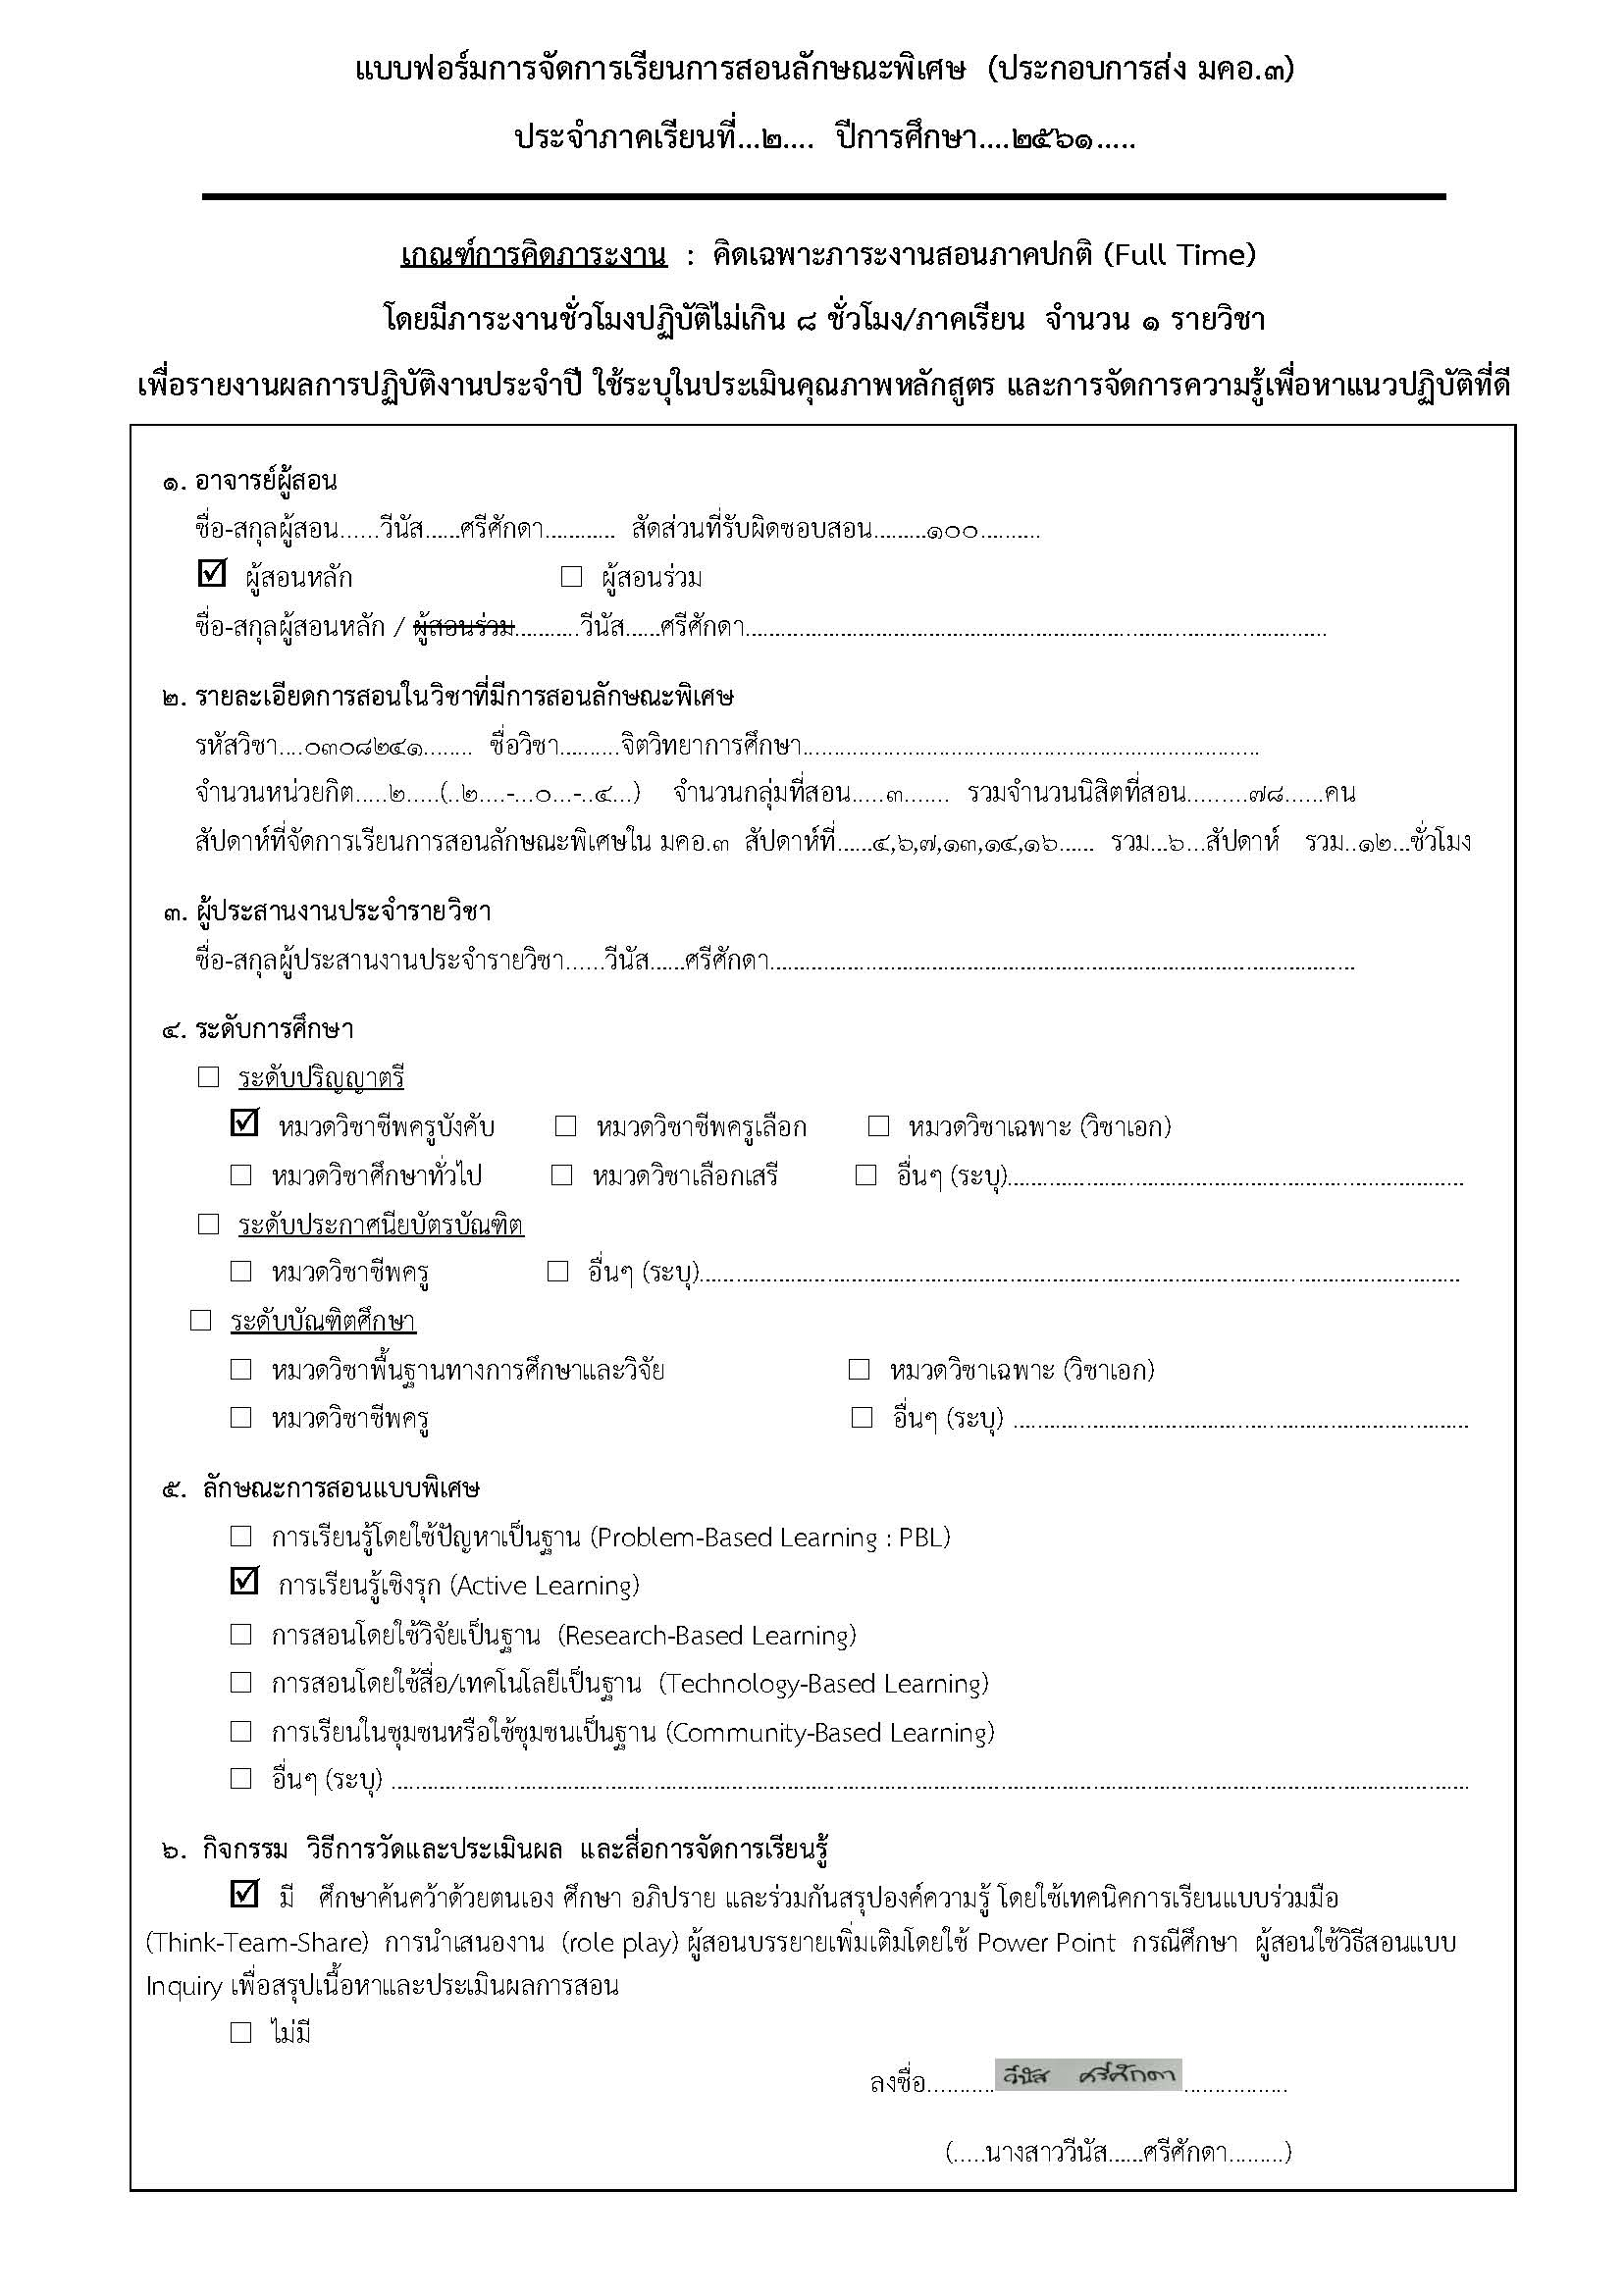 แบบฟอร์มการจัดการเรียนการสอนลักษณะพิเศษ (ประกอบการส่ง มคอ.๓)
ประจำภาคเรียนที่...๒.... ปีการศึกษา....๒๕๖๑.....
เกณฑ์การคิดภาระงาน : คิดเฉพาะภาระงานสอนภาคปกติ (Full Time)
โดยมีภาระงานชั่วโมงปฏิบัติไม่เกิน ๘ ชั่วโมง/ภาคเรียน จำนวน ๑ รายวิชา
เพื่อรายงานผลการปฏิบัติงานประจำปี ใช้ระบุในประเมินคุณภาพหลักสูตร และการจัดการความรู้เพื่อหาแนวปฏิบัติที่ดี
๑. อาจารย์ผู้สอน
ชื่อ-สกุลผู้สอน......วีนัส......ศรีศักดา............ สัดส่วนที่รับผิดชอบสอน.........๑๐๐..........
☑ ผู้สอนหลัก ☐ ผู้สอนร่วม
ชื่อ-สกุลผู้สอนหลัก / ผู้สอนร่วม...........วีนัส......ศรีศักดา....................................................................................................
๒. รายละเอียดการสอนในวิชาที่มีการสอนลักษณะพิเศษ
รหัสวิชา....๐๓๐๘๒๔๑........ ชื่อวิชา..........จิตวิทยาการศึกษา..........................................................................
จำนวนหน่วยกิต.....๒.....(..๒....-...๐...-..๔...) จำนวนกลุ่มที่สอน.....๓....... รวมจำนวนนิสิตที่สอน.........๗๘......คน
สัปดาห์ที่จัดการเรียนการสอนลักษณะพิเศษใน มคอ.๓ สัปดาห์ที่......๔,๖,๗,๑๓,๑๔,๑๖...... รวม...๖...สัปดาห์ รวม..๑๒...ชั่วโมง
๓. ผู้ประสานงานประจำรายวิชา
ชื่อ-สกุลผู้ประสานงานประจำรายวิชา......วีนัส......ศรีศักดา....................................................................................................
๔. ระดับการศึกษา
☐ ระดับปริญญาตรี
☑ หมวดวิชาชีพครูบังคับ ☐ หมวดวิชาชีพครูเลือก ☐ หมวดวิชาเฉพาะ (วิชาเอก)
☐ หมวดวิชาศึกษาทั่วไป ☐ หมวดวิชาเลือกเสรี ☐ อื่นๆ (ระบุ)..........................................................................
☐ ระดับประกาศนียบัตรบัณฑิต
☐ หมวดวิชาชีพครู ☐ อื่นๆ (ระบุ)..............................................................................................................................
☐ ระดับบัณฑิตศึกษา
☐ หมวดวิชาพื้นฐานทางการศึกษาและวิจัย ☐ หมวดวิชาเฉพาะ (วิชาเอก)
☐ หมวดวิชาชีพครู ☐ อื่นๆ (ระบุ) ..........................................................................
๕. ลักษณะการสอนแบบพิเศษ
☐ การเรียนรู้โดยใช้ปัญหาเป็นฐาน (Problem-Based Learning : PBL)
☑ การเรียนรู้เชิงรุก (Active Learning)
☐ การสอนโดยใช้วิจัยเป็นฐาน (Research-Based Learning)
☐ การสอนโดยใช้สื่อ/เทคโนโลยีเป็นฐาน (Technology-Based Learning)
☐ การเรียนในชุมชนหรือใช้ชุมชนเป็นฐาน (Community-Based Learning)
☐ อื่นๆ (ระบุ) ..............................................................................................................................
๖. กิจกรรม วิธีการวัดและประเมินผล และสื่อการจัดการเรียนรู้
☑ มี ศึกษาค้นคว้าด้วยตนเอง ศึกษา อภิปราย และร่วมกันสรุปองค์ความรู้ โดยใช้เทคนิคการเรียนแบบร่วมมือ
(Think-Team-Share) การนำเสนองาน (role play) ผู้สอนบรรยายเพิ่มเติมโดยใช้ Power Point กรณีศึกษา ผู้สอนใช้วิธีสอนแบบ
Inquiry เพื่อสรุปเนื้อหาและประเมินผลการสอน
☐ ไม่มี
ลงชื่อ...........วีนัส ศรีศักดา.................
(.....นางสาววีนัส......ศรีศักดา.........)